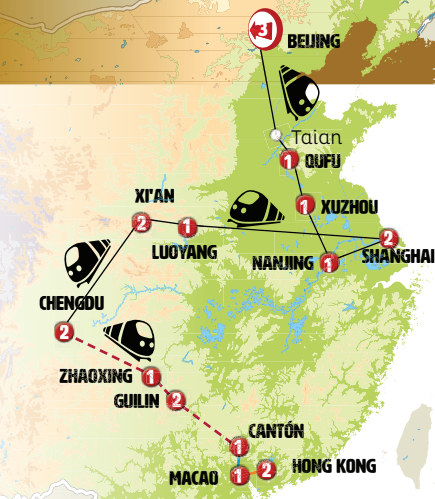 3
BEIJING
Taian
1 QUFU
1 XUZHOU
XI'AN
2
1
LUOYANG
2
SHANGHAI
NANJING 1
CHENGDU
2
ZHAOXING 1
GUILIN 2
CANTÓN
1
MACAO 1
2 HONG KONG